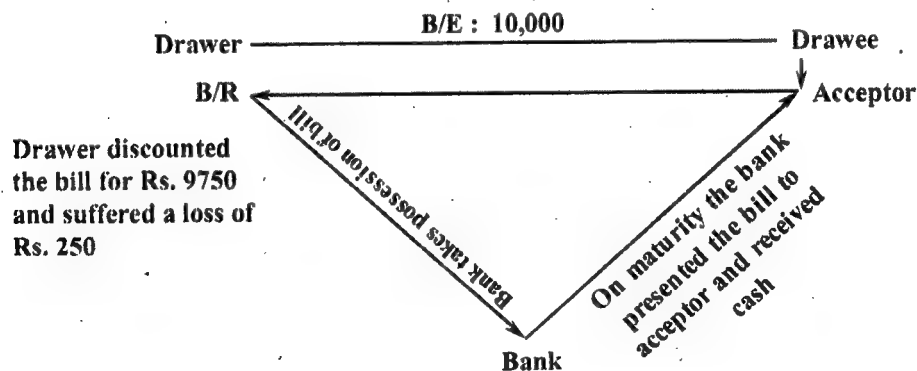 B/E : 10,000
Drawer
Drawee
B/R
Acceptor
Drawer discounted
the bill for Rs. 9750
and suffered a loss of
Rs. 250
Bank takes possession of bill
On maturity the bank
presented the bill to
acceptor and received
cash
Bank